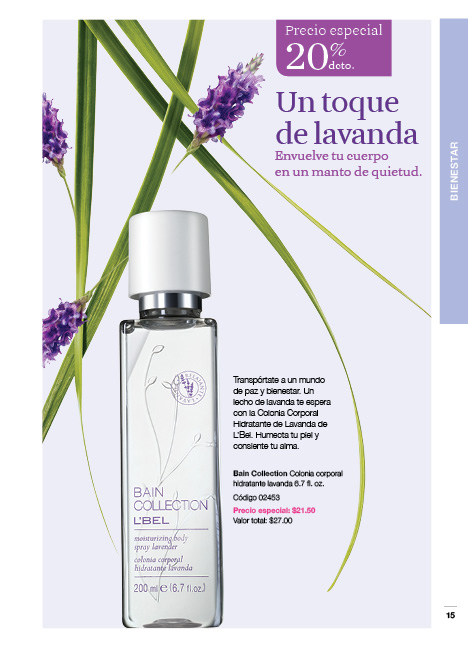 Precio especial
20%
dcto.
Un toque
de lavanda
Envuelve tu cuerpo
en un manto de quietud.
BIENESTAR
Transpórtate a un mundo
de paz y bienestar. Un
lecho de lavanda te espera
con la Colonia Corporal
Hidratante de Lavanda de
L'Bel. Humecta tu piel y
consiente tu alma.
Bain Collection Colonia corporal
hidratante lavanda 6.7 fl. oz.
Código 02453
Precio especial: $21.60
Valor total: $27.00
BAIN
COLLECTION
L'BEL
moisturizing body
spray lavender
colonia corporal
hidratante lavanda
200 ml e (6.7 fl.oz.)
15